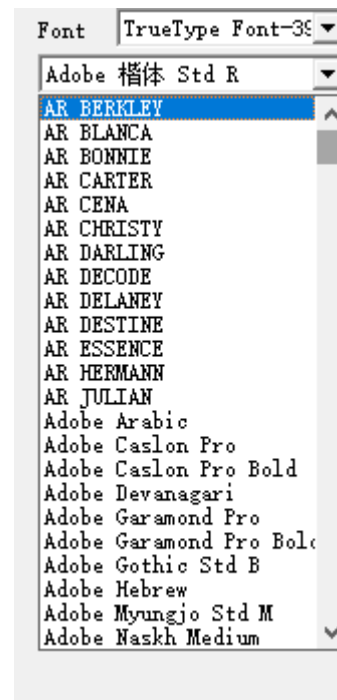 Font TrueType Font-39
Adobe 楷体 Std R
AR BERKLEY
AR BLANCA
AR BONNIE
AR CARTER
AR CENA
AR CHRISTY
AR DARLING
AR DECODE
AR DELANEY
AR DESTINE
AR ESSENCE
AR HERMANN
AR JULIAN
Adobe Arabic
Adobe Caslon Pro
Adobe Caslon Pro Bold
Adobe Devanagari
Adobe Garamond Pro
Adobe Garamond Pro Bold
Adobe Gothic Std B
Adobe Hebrew
Adobe Myungjo Std M
Adobe Naskh Medium